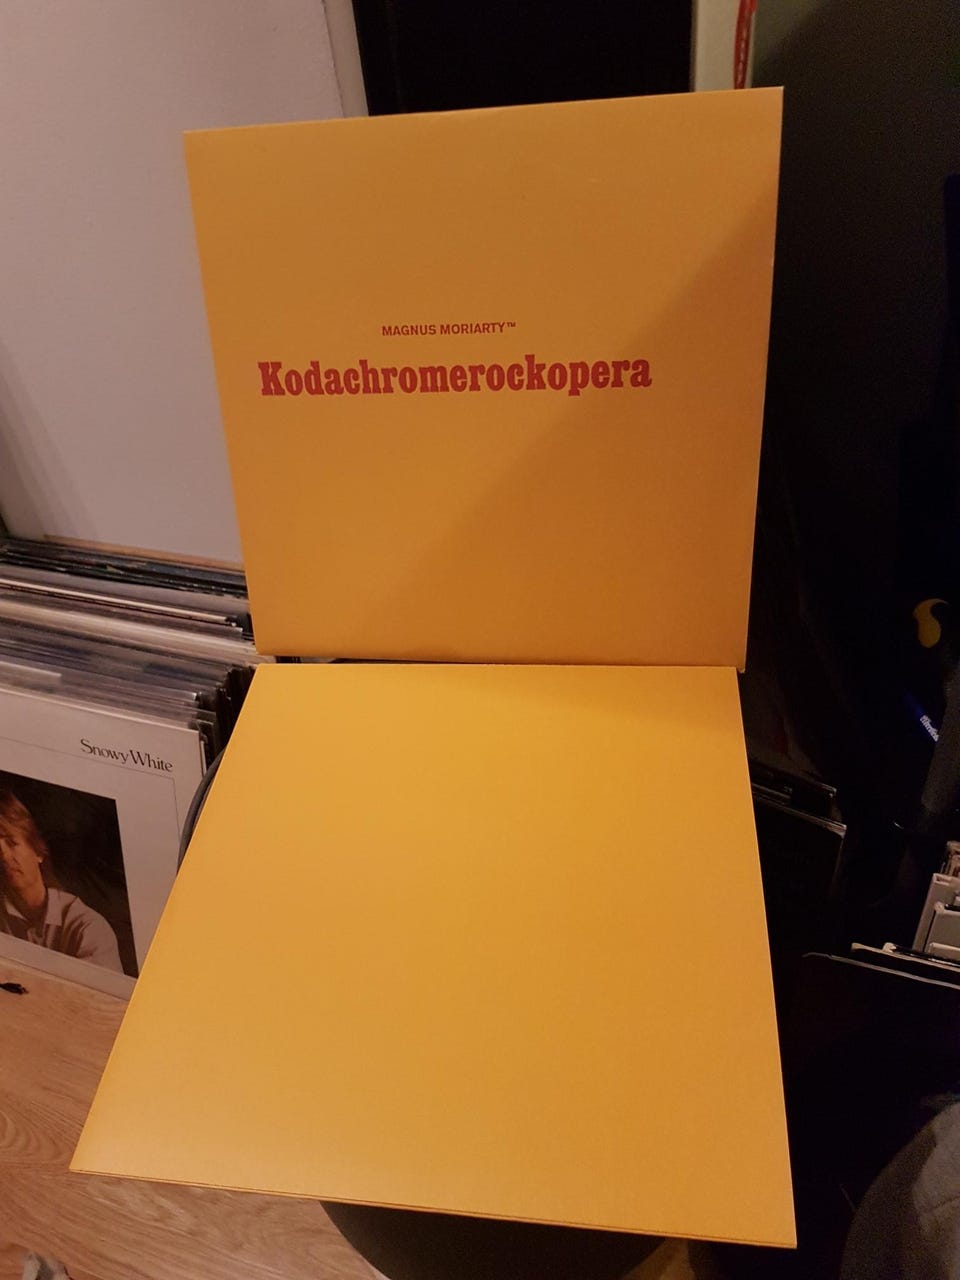 MAGNUS MORIARTY™
Kodachromerockopera
Snowy White